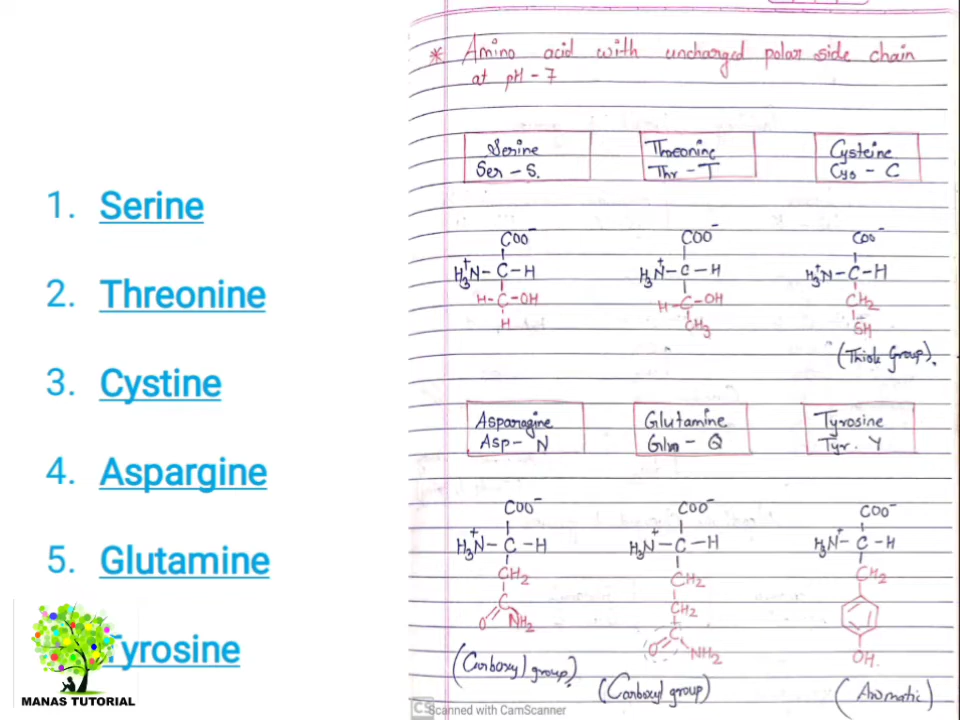 1. Serine
2. Threonine
3. Cystine
4. Aspargine
5. Glutamine
Tyrosine
MANAS TUTORIAL
* Amino acid with uncharged polar side chain
at pH - 7
Serine
Ser - S.
Threonine
Thr - T
Cysteine
Cys - C
COO⁻
H₃N⁺ - C - H
H - C - OH
H
COO⁻
H₃N⁺ - C - H
H - C - OH
CH₃
COO⁻
H₃N⁺ - C - H
CH₂
SH
(Thiole Group).
Asparagine
Asp - N
Glutamine
Gln - Q
Tyrosine
Tyr. Y
COO⁻
H₃N⁺ - C - H
CH₂
C
O NH₂
(Carboxy group)
COO⁻
H₃N⁺ - C - H
CH₂
CH₂
C
O NH₂
(Carboxyl group)
COO⁻
H₃N⁺ - C - H
CH₂
OH.
(Aromatic)
CS Scanned with CamScanner